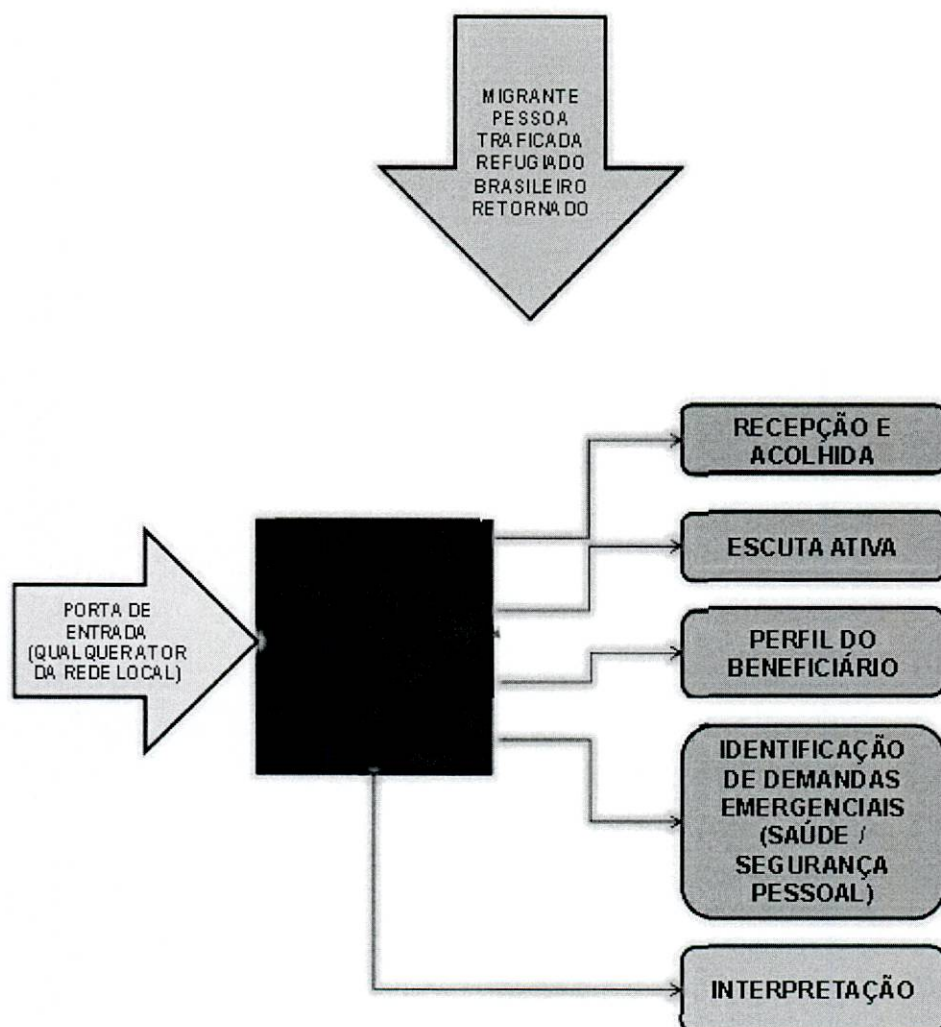 MIGRANTE
PESSOA
TRAFICADA
REFUGIADO
BRASILEIRO
RETORNADO
RECEPÇÃO E
ACOLHIDA
ESCUTA ATIVA
PORTA DE
ENTRADA
(QUALQUER ATOR
DA REDE LOCAL)
PERFIL DO
BENEFICIÁRIO
IDENTIFICAÇÃO
DE DEMANDAS
EMERGENCIAIS
(SAÚDE /
SEGURANÇA
PESSOAL)
INTERPRETAÇÃO